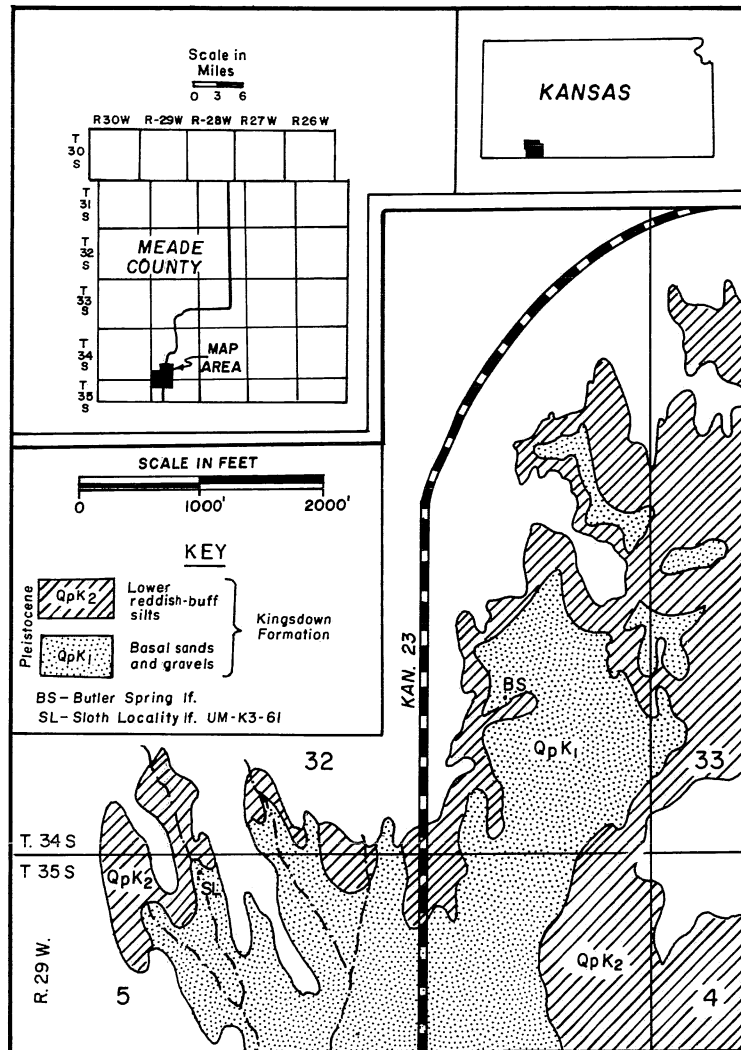 Scale in
Miles
0 3 6
R30W R-29W R-28W R27W R26W
T
30
S
T
31
S
T
32
S
T
33
S
T
34
S
T
35
S
MEADE
COUNTY
MAP
AREA
KANSAS
SCALE IN FEET
0 1000' 2000'
KEY
Pleistocene
QpK2
Lower
reddish-buff
silts
QpK1
Basal sands
and gravels
Kingsdown
Formation
BS - Butler Spring lf.
SL - Sloth Locality lf. UM-K3-61
KAN. 23
BS
QpK1
32
33
T. 34 S
T 35 S
QpK2
SL
R. 29 W.
5
QpK2
4